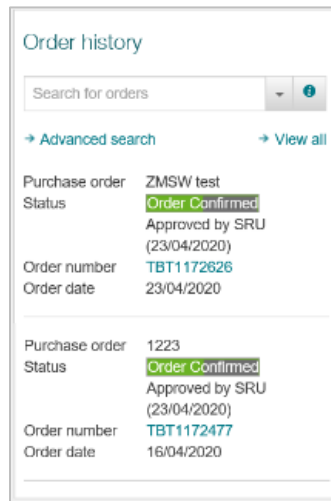 Order history
Search for orders
→ Advanced search → View all
Purchase order ZMSW test
Status Order Confirmed
Approved by SRU
(23/04/2020)
Order number TBT1172626
Order date 23/04/2020
Purchase order 1223
Status Order Confirmed
Approved by SRU
(23/04/2020)
Order number TBT1172477
Order date 16/04/2020